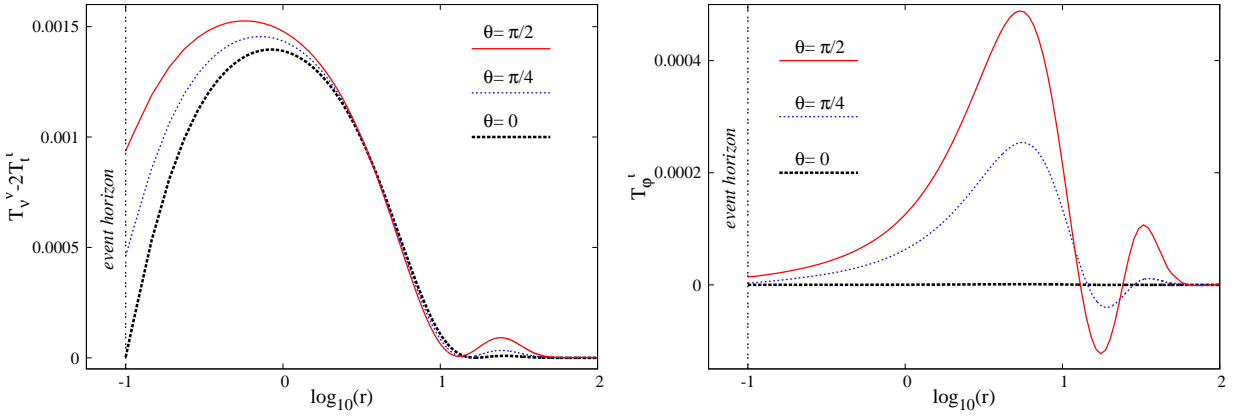 0.0015
0.001
0.0005
0
T_ν^ν-2T_t^ι
event horizon
θ= π/2
θ= π/4
θ= 0
-1 0 1 2
log10(r)
0.0004
0.0002
0
T_φ^ι
event horizon
θ= π/2
θ= π/4
θ= 0
-1 0 1 2
log10(r)